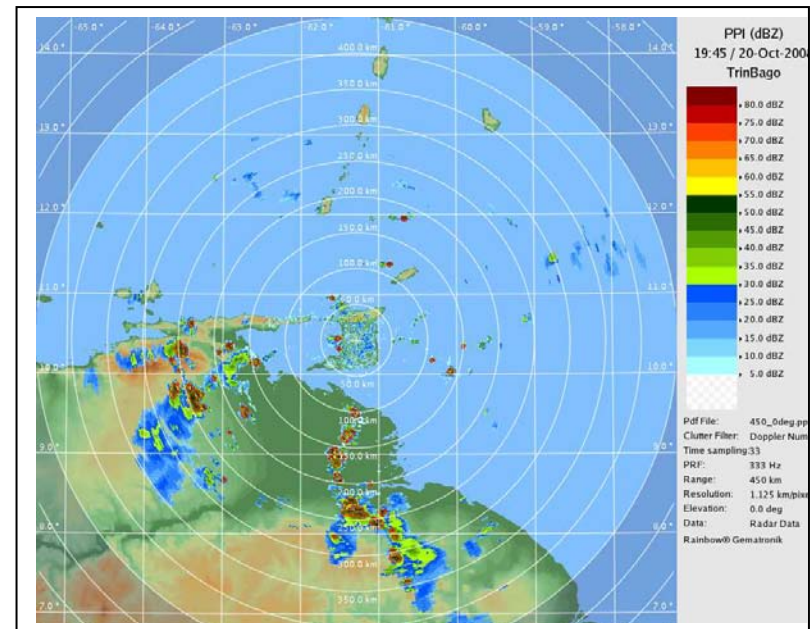 -65.0° -64.0° -63.0° -62.0° -61.0° -60.0° -59.0° -58.0°
14.0° 400.0 km 14.0°
350.0 km
13.0° 300.0 km 13.0°
250.0 km
12.0° 200.0 km 12.0°
150.0 km
11.0° 100.0 km 11.0°
50.0 km
10.0° 10.0°
50.0 km
100.0 km
9.0° 150.0 km 9.0°
200.0 km
8.0° 250.0 km 8.0°
300.0 km
7.0° 350.0 km 7.0°
PPI (dBZ)
19:45 / 20-Oct-200
TrinBago
80.0 dBZ
75.0 dBZ
70.0 dBZ
65.0 dBZ
60.0 dBZ
55.0 dBZ
50.0 dBZ
45.0 dBZ
40.0 dBZ
35.0 dBZ
30.0 dBZ
25.0 dBZ
20.0 dBZ
15.0 dBZ
10.0 dBZ
5.0 dBZ
Pdf File: 450_0deg.pp
Clutter Filter: Doppler Num
Time sampling:33
PRF: 333 Hz
Range: 450 km
Resolution: 1.125 km/pixe
Elevation: 0.0 deg
Data: Radar Data
Rainbow® Gematronik